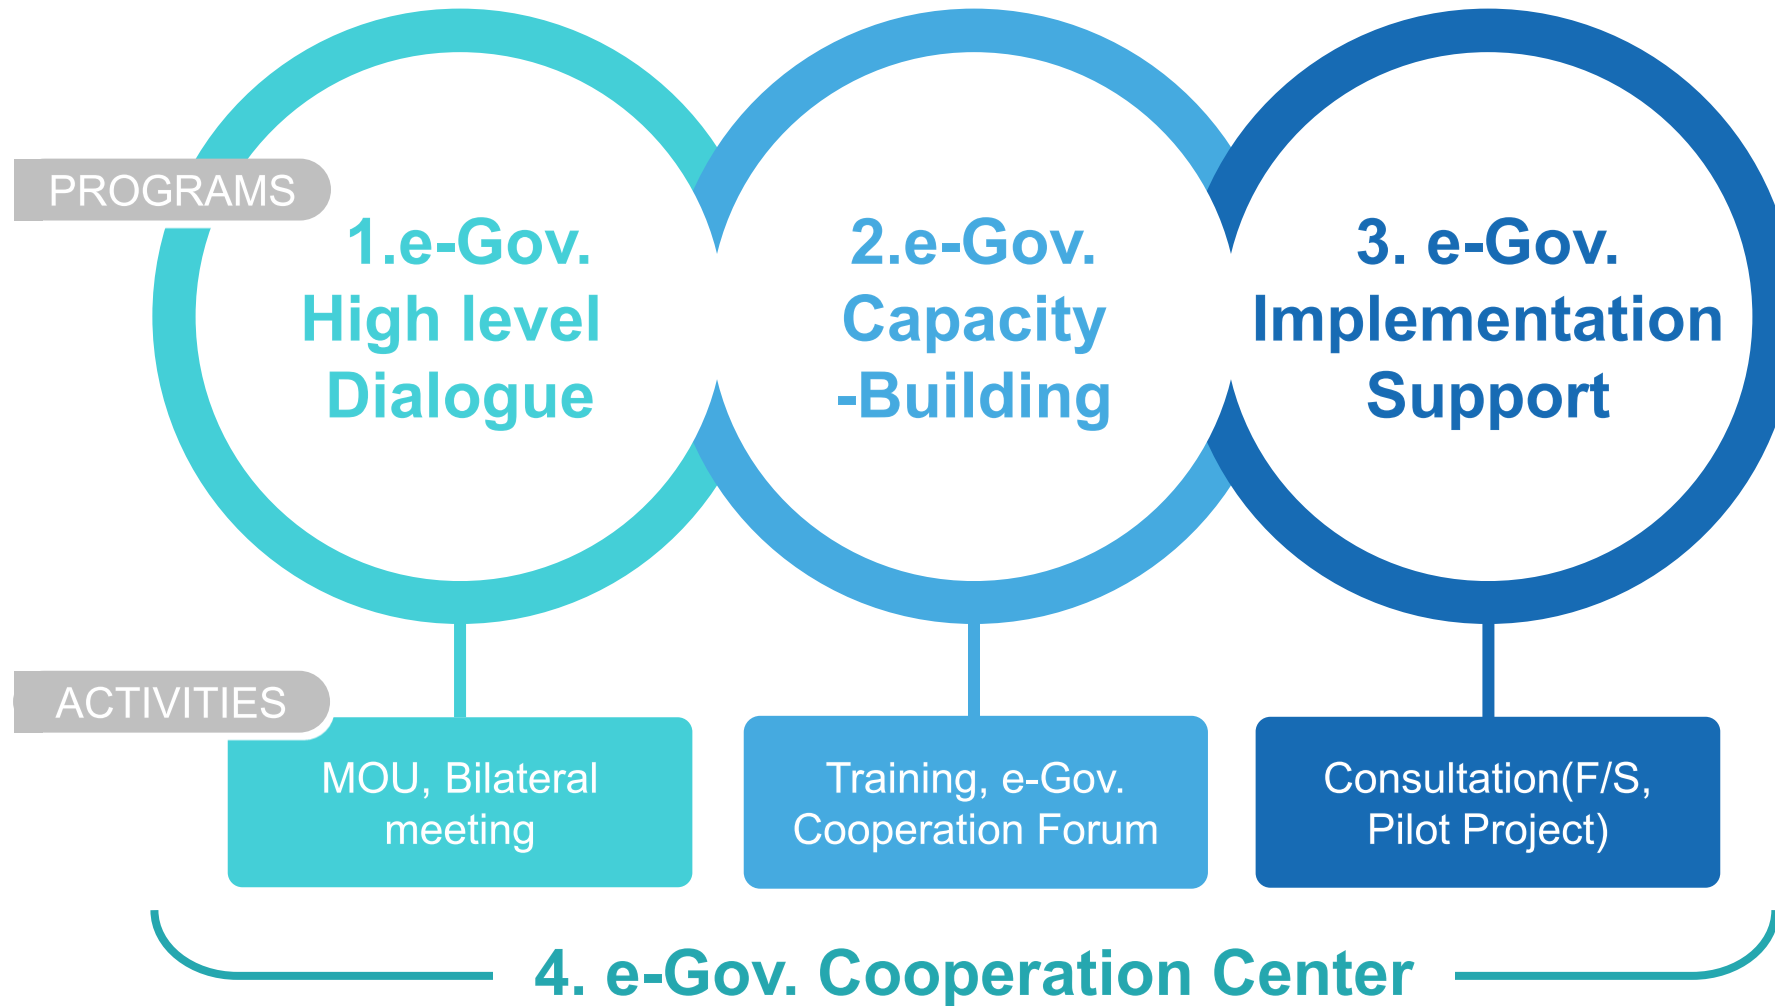 PROGRAMS
1.e-Gov.
High level
Dialogue
2.e-Gov.
Capacity
-Building
3. e-Gov.
Implementation
Support
ACTIVITIES
MOU, Bilateral
meeting
Training, e-Gov.
Cooperation Forum
Consultation(F/S,
Pilot Project)
4. e-Gov. Cooperation Center